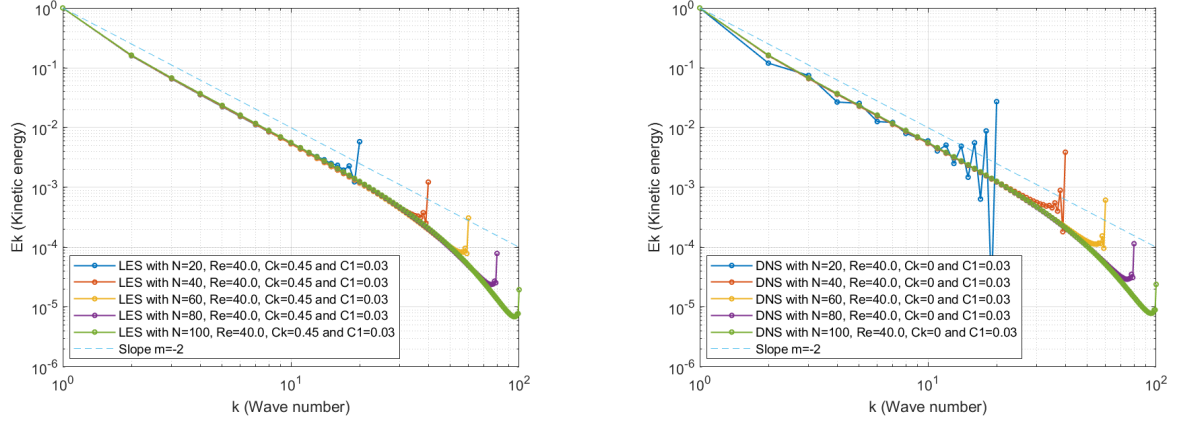 10^0
10^-1
10^-2
10^-3
10^-4
10^-5
10^-6
Ek (Kinetic energy)
LES with N=20, Re=40.0, Ck=0.45 and C1=0.03
LES with N=40, Re=40.0, Ck=0.45 and C1=0.03
LES with N=60, Re=40.0, Ck=0.45 and C1=0.03
LES with N=80, Re=40.0, Ck=0.45 and C1=0.03
LES with N=100, Re=40.0, Ck=0.45 and C1=0.03
Slope m=-2
10^0 10^1 10^2
k (Wave number)
10^0
10^-1
10^-2
10^-3
10^-4
10^-5
10^-6
Ek (Kinetic energy)
DNS with N=20, Re=40.0, Ck=0 and C1=0.03
DNS with N=40, Re=40.0, Ck=0 and C1=0.03
DNS with N=60, Re=40.0, Ck=0 and C1=0.03
DNS with N=80, Re=40.0, Ck=0 and C1=0.03
DNS with N=100, Re=40.0, Ck=0 and C1=0.03
Slope m=-2
10^0 10^1 10^2
k (Wave number)